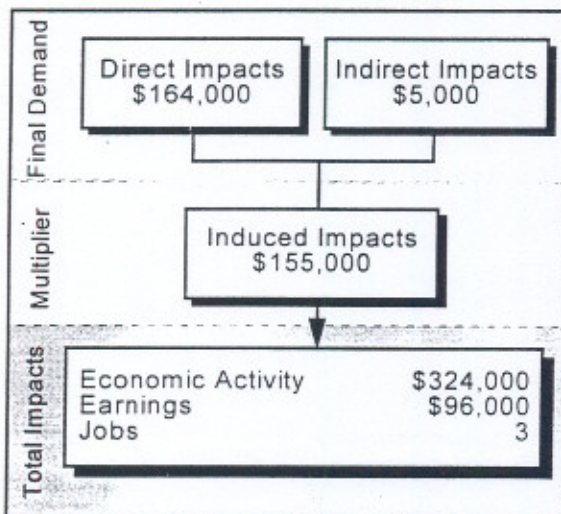 Final Demand
Direct Impacts
$164,000
Indirect Impacts
$5,000
Multiplier
Induced Impacts
$155,000
Total Impacts
Economic Activity $324,000
Earnings $96,000
Jobs 3